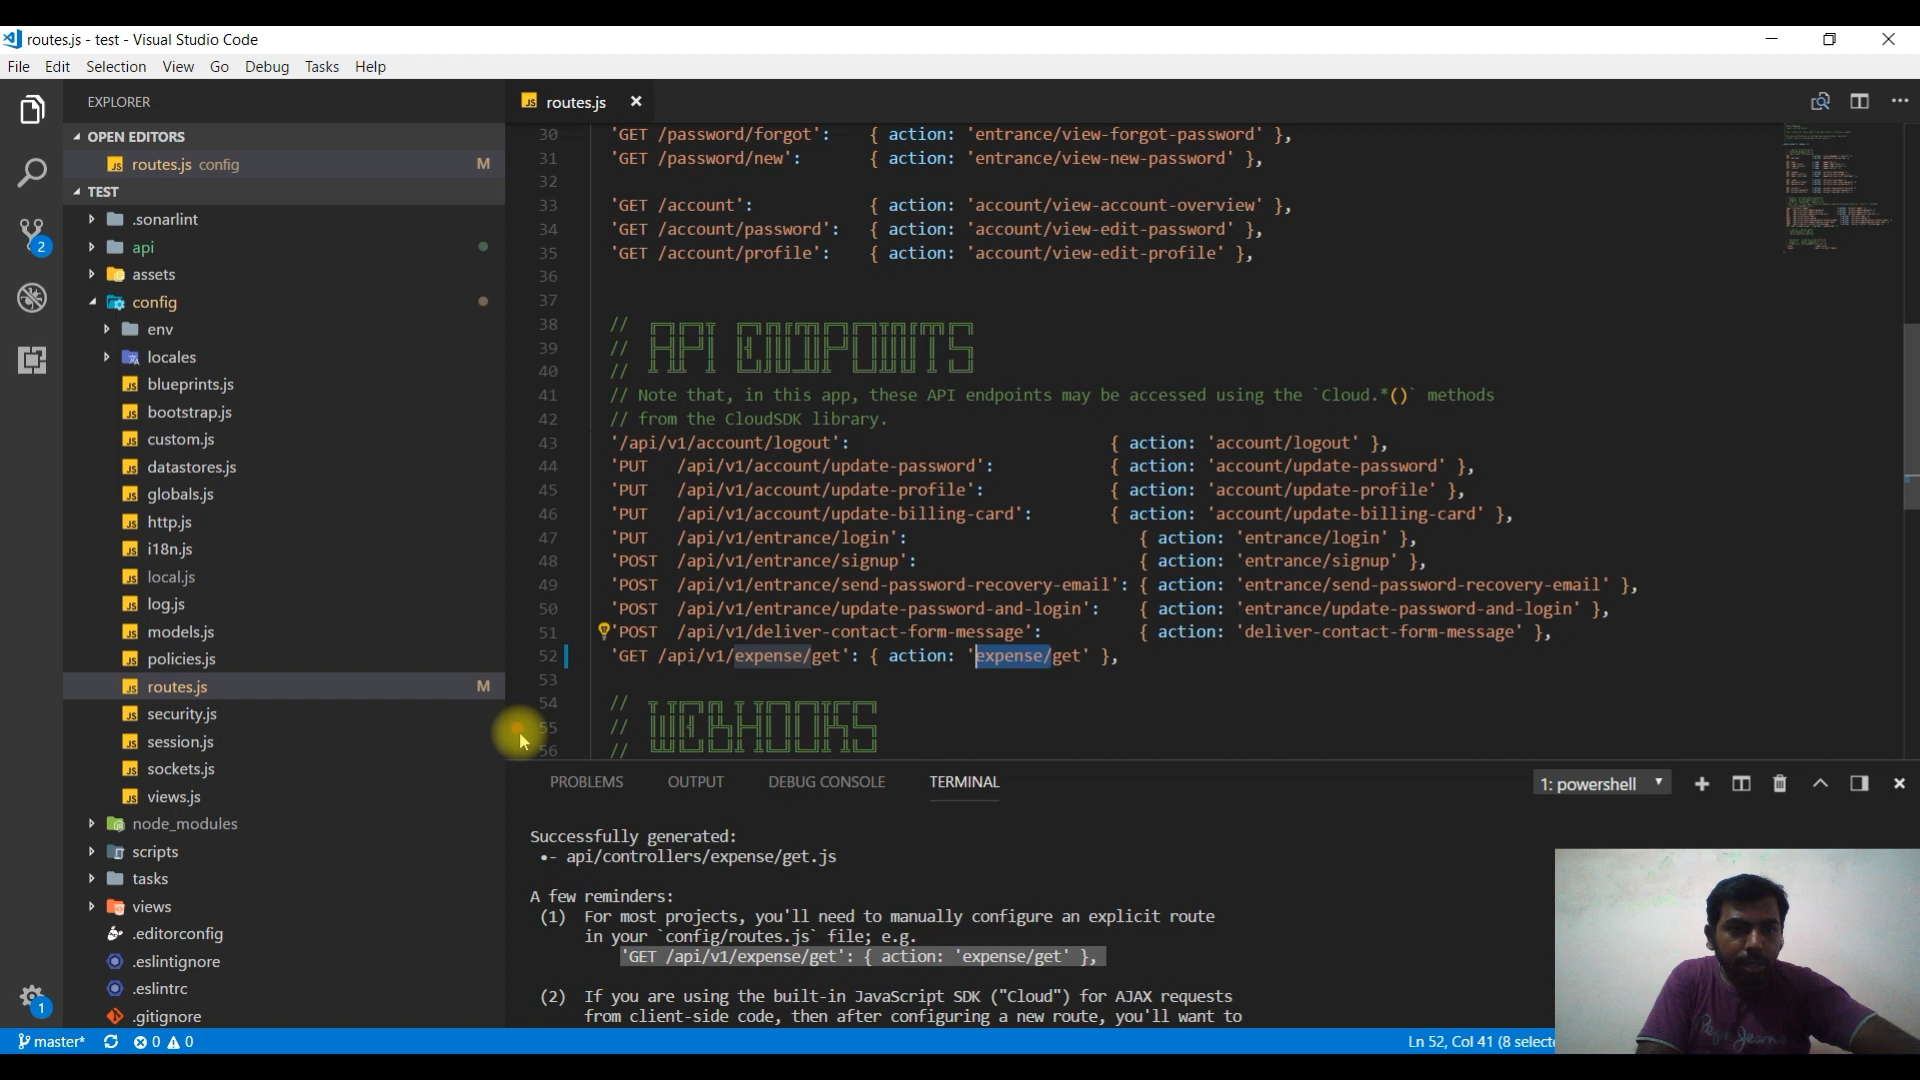 routes.js - test - Visual Studio Code
File Edit Selection View Go Debug Tasks Help
EXPLORER
OPEN EDITORS
routes.js config M
TEST
.sonarlint
api
assets
config
env
locales
blueprints.js
bootstrap.js
custom.js
datastores.js
globals.js
http.js
i18n.js
local.js
log.js
models.js
policies.js
routes.js M
security.js
session.js
sockets.js
views.js
node_modules
scripts
tasks
views
.editorconfig
.eslintignore
.eslintrc
.gitignore
2
1
routes.js
30 'GET /password/forgot': { action: 'entrance/view-forgot-password' },
31 'GET /password/new': { action: 'entrance/view-new-password' },
32
33 'GET /account': { action: 'account/view-account-overview' },
34 'GET /account/password': { action: 'account/view-edit-password' },
35 'GET /account/profile': { action: 'account/view-edit-profile' },
36
37
38 //
39 // API ENDPOINTS
40 //
41 // Note that, in this app, these API endpoints may be accessed using the `Cloud.*()` methods
42 // from the CloudSDK library.
43 '/api/v1/account/logout': { action: 'account/logout' },
44 'PUT /api/v1/account/update-password': { action: 'account/update-password' },
45 'PUT /api/v1/account/update-profile': { action: 'account/update-profile' },
46 'PUT /api/v1/account/update-billing-card': { action: 'account/update-billing-card' },
47 'PUT /api/v1/entrance/login': { action: 'entrance/login' },
48 'POST /api/v1/entrance/signup': { action: 'entrance/signup' },
49 'POST /api/v1/entrance/send-password-recovery-email': { action: 'entrance/send-password-recovery-email' },
50 'POST /api/v1/entrance/update-password-and-login': { action: 'entrance/update-password-and-login' },
51 'POST /api/v1/deliver-contact-form-message': { action: 'deliver-contact-form-message' },
52 'GET /api/v1/expense/get': { action: 'expense/get' },
53
54 //
55 // WEBHOOKS
56 //
PROBLEMS OUTPUT DEBUG CONSOLE TERMINAL
1: powershell
Successfully generated:
•- api/controllers/expense/get.js
A few reminders:
(1) For most projects, you'll need to manually configure an explicit route
in your `config/routes.js` file; e.g.
'GET /api/v1/expense/get': { action: 'expense/get' },
(2) If you are using the built-in JavaScript SDK ("Cloud") for AJAX requests
from client-side code, then after configuring a new route, you'll want to
master* 0 0
Ln 52, Col 41 (8 selecte